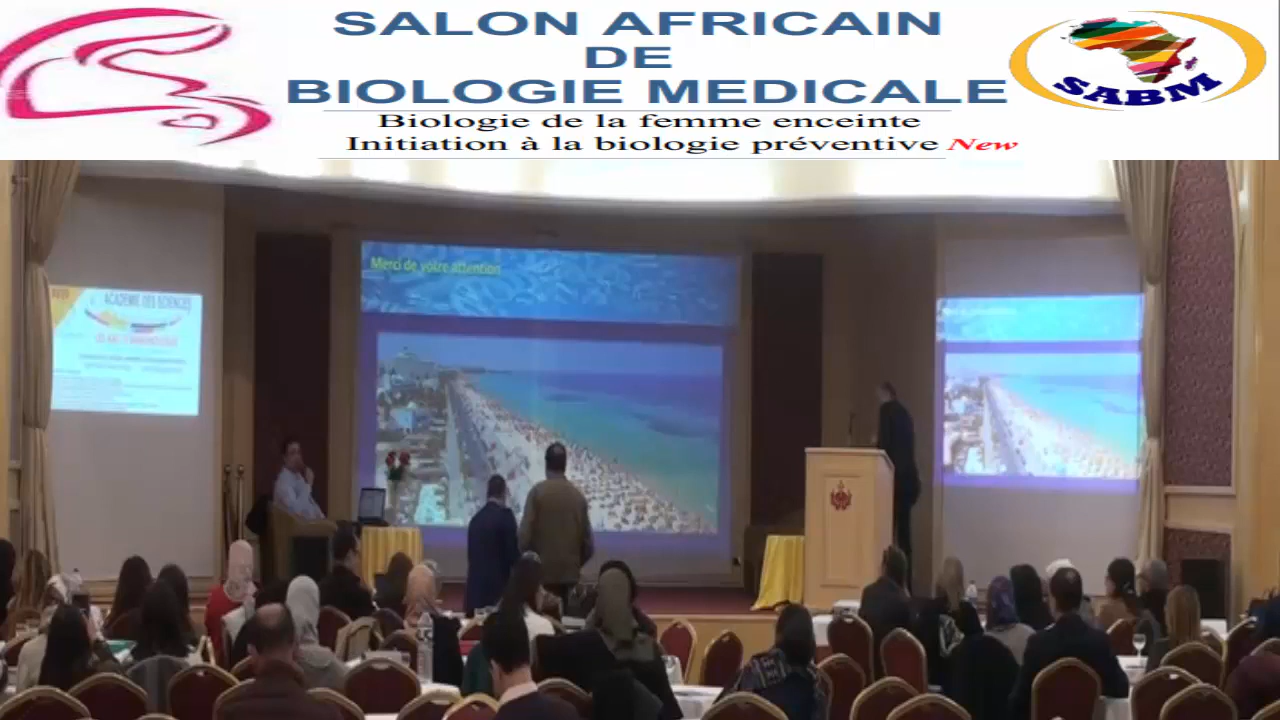 SALON AFRICAIN
DE
BIOLOGIE MEDICALE
SABM
Biologie de la femme enceinte
Initiation à la biologie préventive New
Merci de votre attention
ACADEMIE DES SCIENCES